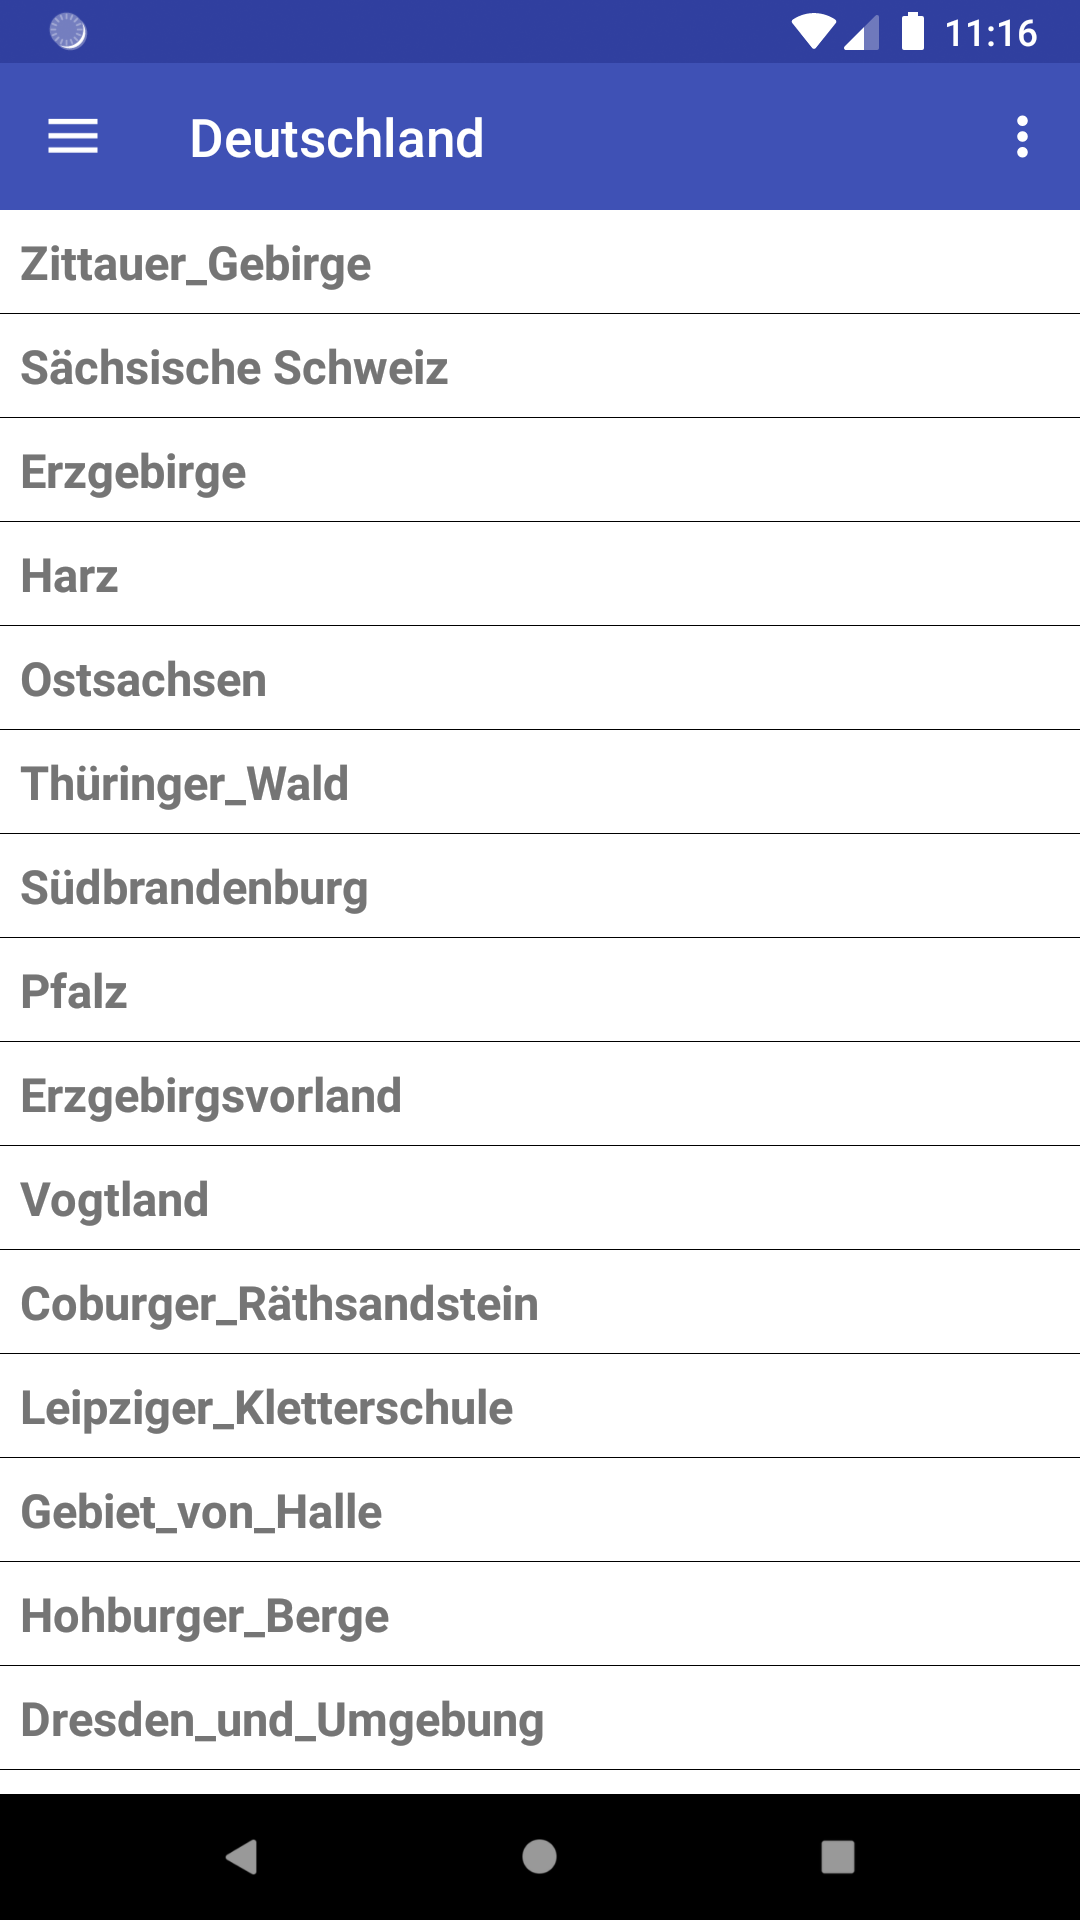 11:16
Deutschland
Zittauer_Gebirge
Sächsische Schweiz
Erzgebirge
Harz
Ostsachsen
Thüringer_Wald
Südbrandenburg
Pfalz
Erzgebirgsvorland
Vogtland
Coburger_Räthsandstein
Leipziger_Kletterschule
Gebiet_von_Halle
Hohburger_Berge
Dresden_und_Umgebung